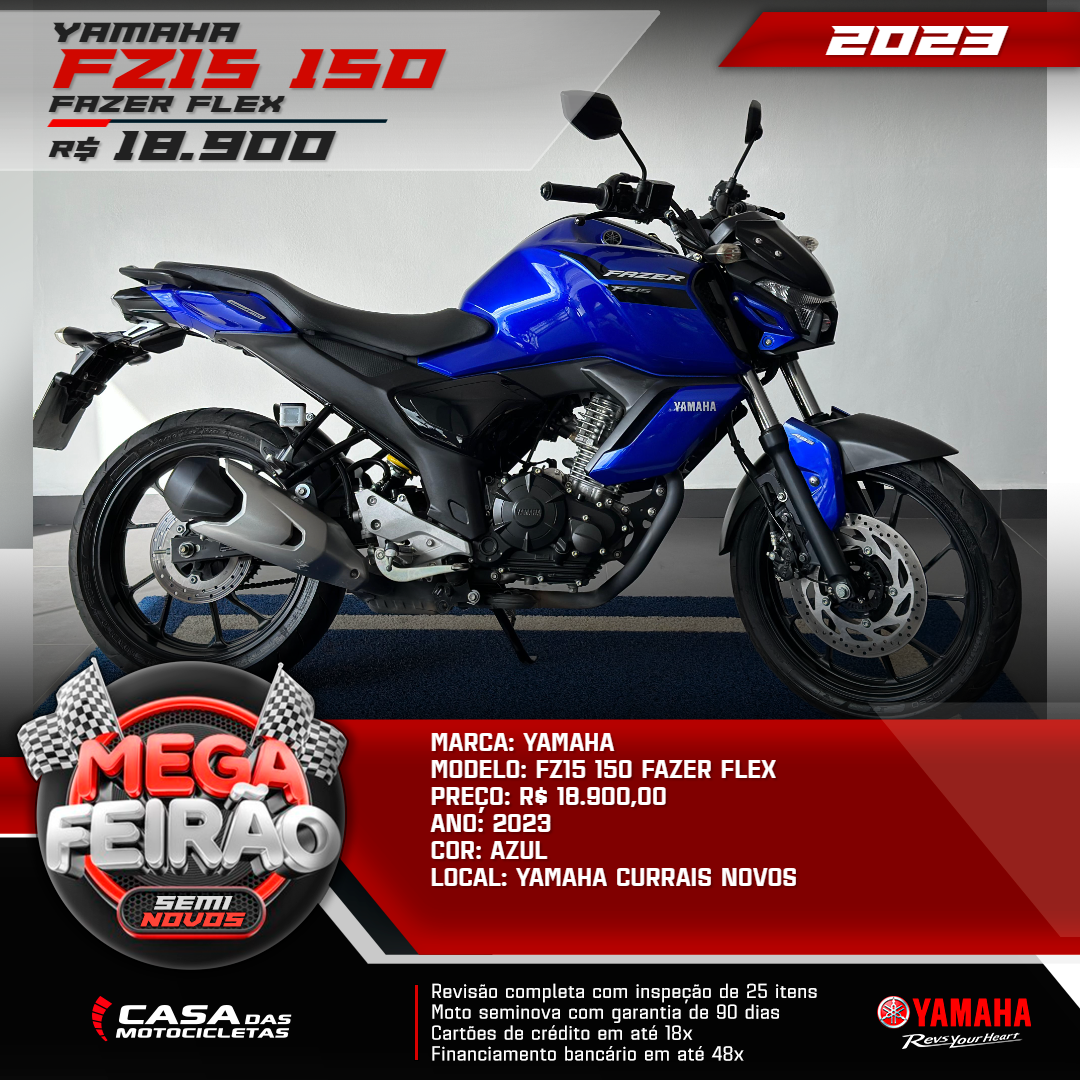 YAMAHA
FZ15 150
FAZER FLEX
R$ 18.900
2023
FAZER
FZ15
YAMAHA
YAMAHA
MEGA
FEIRÃO
SEMI
NOVOS
MARCA: YAMAHA
MODELO: FZ15 150 FAZER FLEX
PREÇO: R$ 18.900,00
ANO: 2023
COR: AZUL
LOCAL: YAMAHA CURRAIS NOVOS
CASA DAS
MOTOCICLETAS
Revisão completa com inspeção de 25 itens
Moto seminova com garantia de 90 dias
Cartões de crédito em até 18x
Financiamento bancário em até 48x
YAMAHA
Revs Your Heart